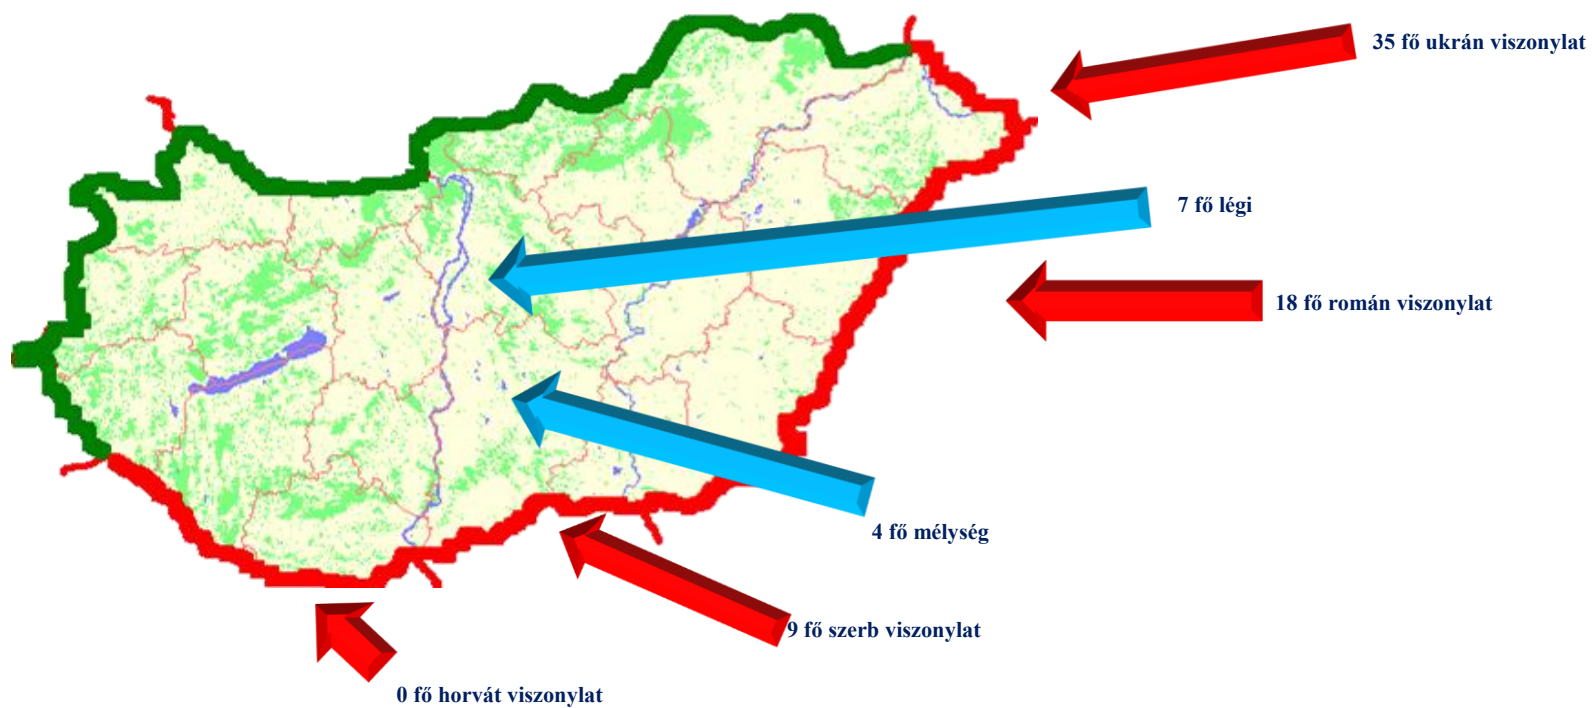 35 fő ukrán viszonylat
7 fő légi
18 fő román viszonylat
4 fő mélység
9 fő szerb viszonylat
0 fő horvát viszonylat